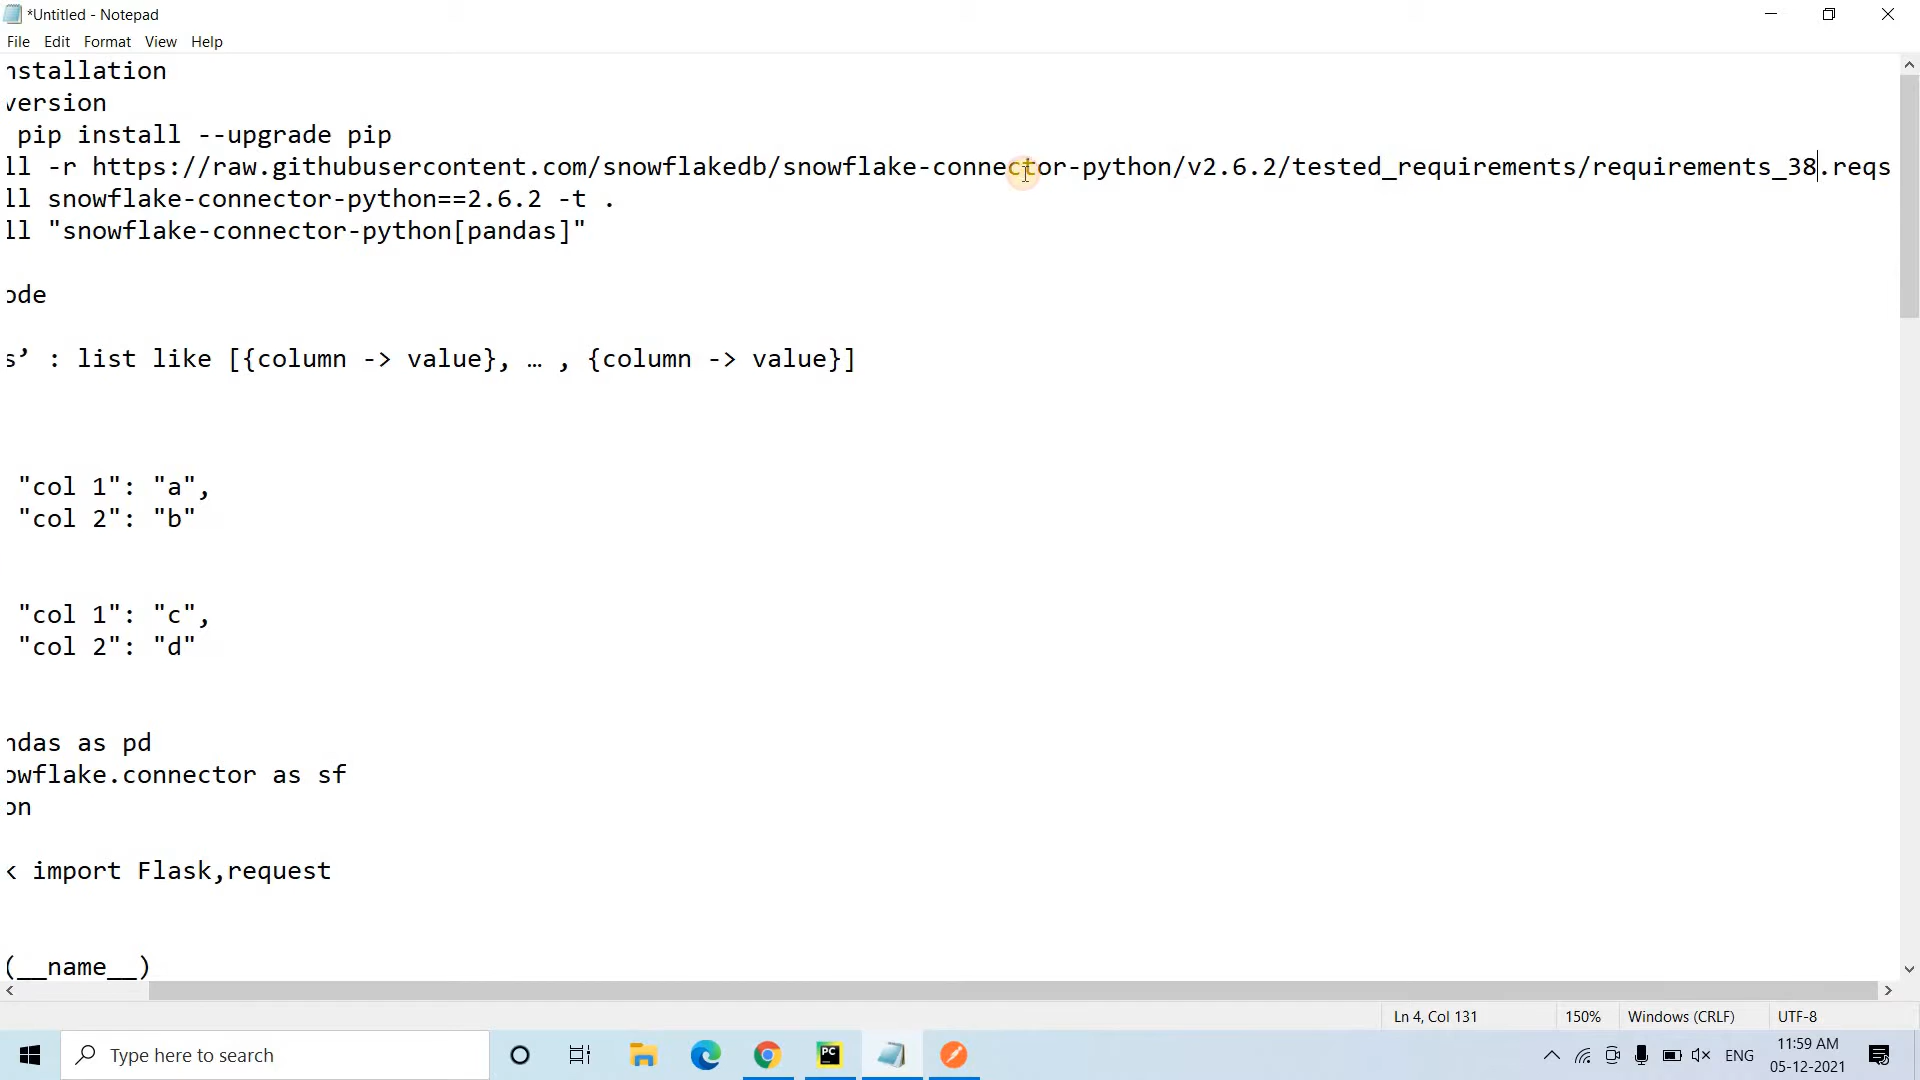 *Untitled - Notepad
File Edit Format View Help
nstallation
version
pip install --upgrade pip
ll -r https://raw.githubusercontent.com/snowflakedb/snowflake-connector-python/v2.6.2/tested_requirements/requirements_38.reqs
ll snowflake-connector-python==2.6.2 -t .
ll "snowflake-connector-python[pandas]"
ode
s’ : list like [{column -> value}, … , {column -> value}]
"col 1": "a",
"col 2": "b"
"col 1": "c",
"col 2": "d"
ndas as pd
owflake.connector as sf
on
k import Flask,request
(__name__)
Ln 4, Col 131 150% Windows (CRLF) UTF-8
Type here to search
PC
ENG
11:59 AM
05-12-2021